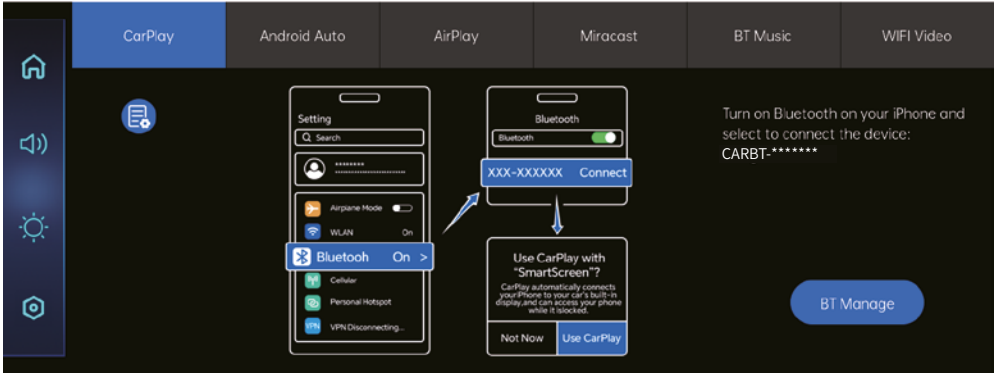 CarPlay
Android Auto
AirPlay
Miracast
BT Music
WIFI Video
Setting
Search
********
Airplane Mode
WLAN On
Bluetooh On >
Cellular
Personal Hotspot
VPN VPN Disconnecting...
Bluetooth
Bluetooth
XXX-XXXXXX Connect
Use CarPlay with
“SmartScreen”?
CarPlay automatically connects
youriPhone to your car's built-in
display,and can access your phone
while it islocked.
Not Now Use CarPlay
Turn on Bluetooth on your iPhone and
select to connect the device:
CARBT-*******
BT Manage